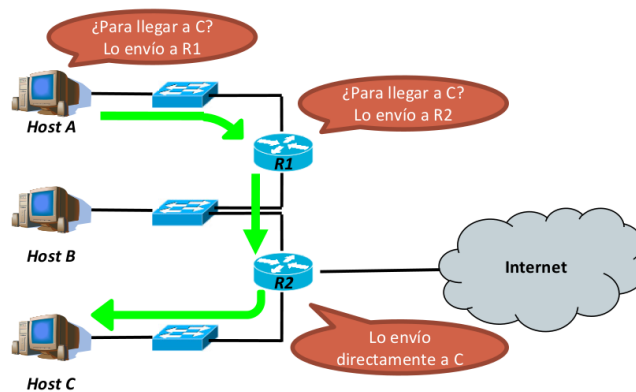 ¿Para llegar a C?
Lo envío a R1
Host A
¿Para llegar a C?
Lo envío a R2
R1
Host B
R2
Internet
Lo envío
directamente a C
Host C